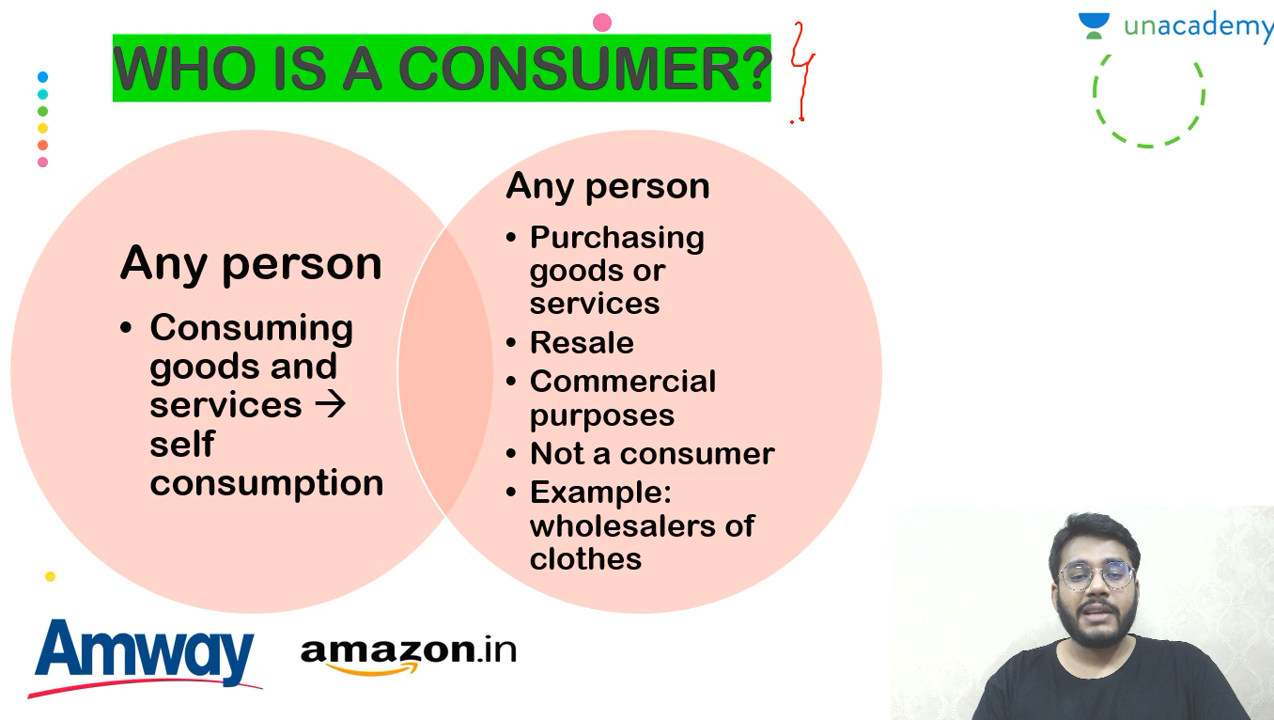 unacademy
WHO IS A CONSUMER?
Any person
• Consuming
goods and
services →
self
consumption
Any person
• Purchasing
goods or
services
• Resale
• Commercial
purposes
• Not a consumer
• Example:
wholesalers of
clothes
Amway
amazon.in